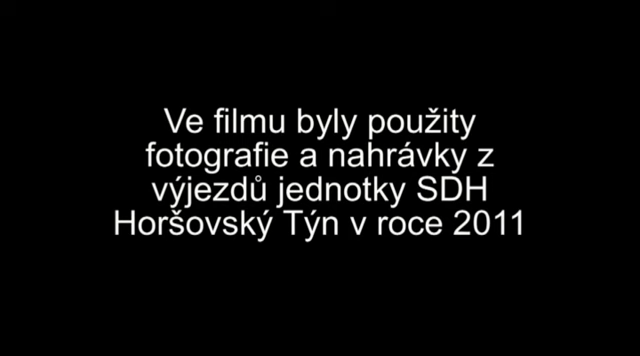 Ve filmu byly použity
fotografie a nahrávky z
výjezdů jednotky SDH
Horšovský Týn v roce 2011